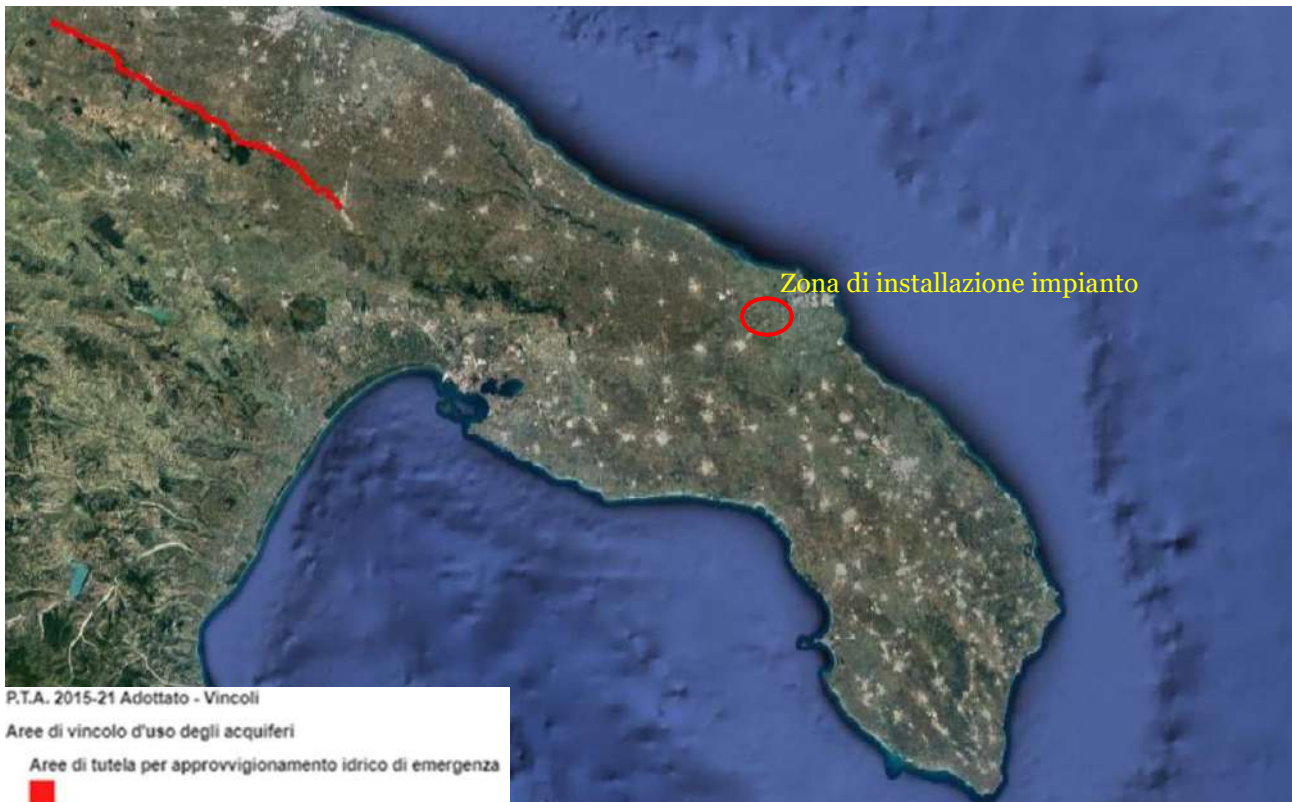 Zona di installazione impianto
P.T.A. 2015-21 Adottato - Vincoli
Aree di vincolo d'uso degli acquiferi
Aree di tutela per approvvigionamento idrico di emergenza